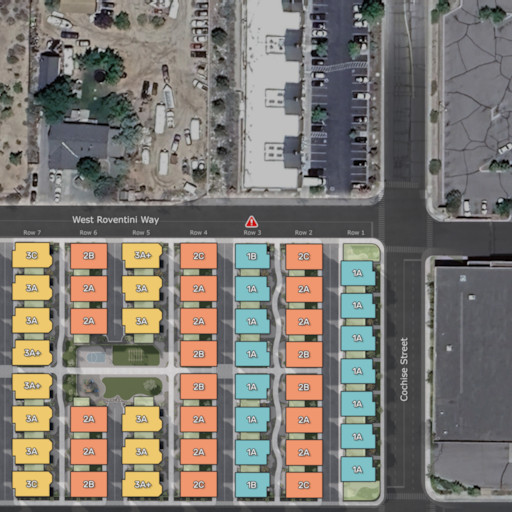 West Roventini Way
Row 7 Row 6 Row 5 Row 4 Row 3 Row 2 Row 1
3C 2B 3A+ 2C 1B 2C
1A
3A 2A 3A 2A 1A 2A
1A
3A 2A 3A 2A 1A 2A
1A
3A+ 2B 1A 2B
1A
3A+ 2B 1A 2B
1A
3A 2A 3A 2A 1A 2A
1A
3A 2A 3A 2A 1A 2A
1A
3C 2B 3A+ 2C 1B 2C
Cochise Street